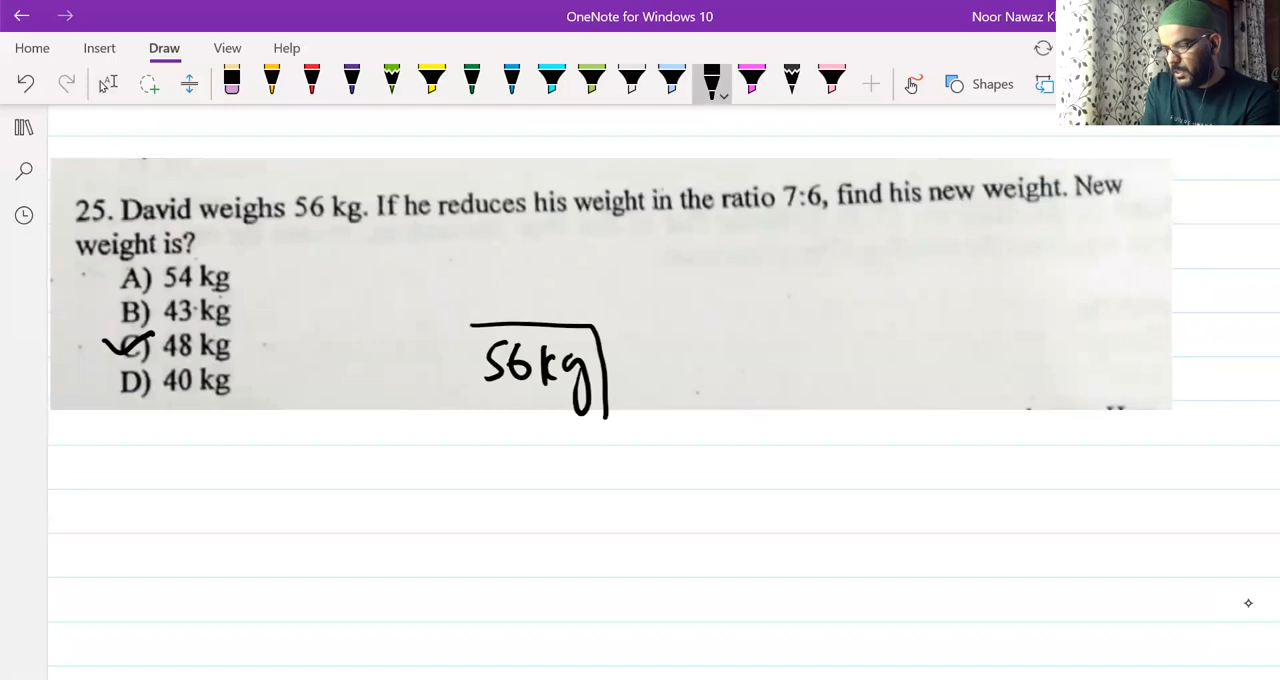 OneNote for Windows 10
Noor Nawaz
Home Insert Draw View Help
Shapes
25. David weighs 56 kg. If he reduces his weight in the ratio 7:6, find his new weight. New
weight is?
A) 54 kg
B) 43 kg
C) 48 kg
D) 40 kg
56 kg